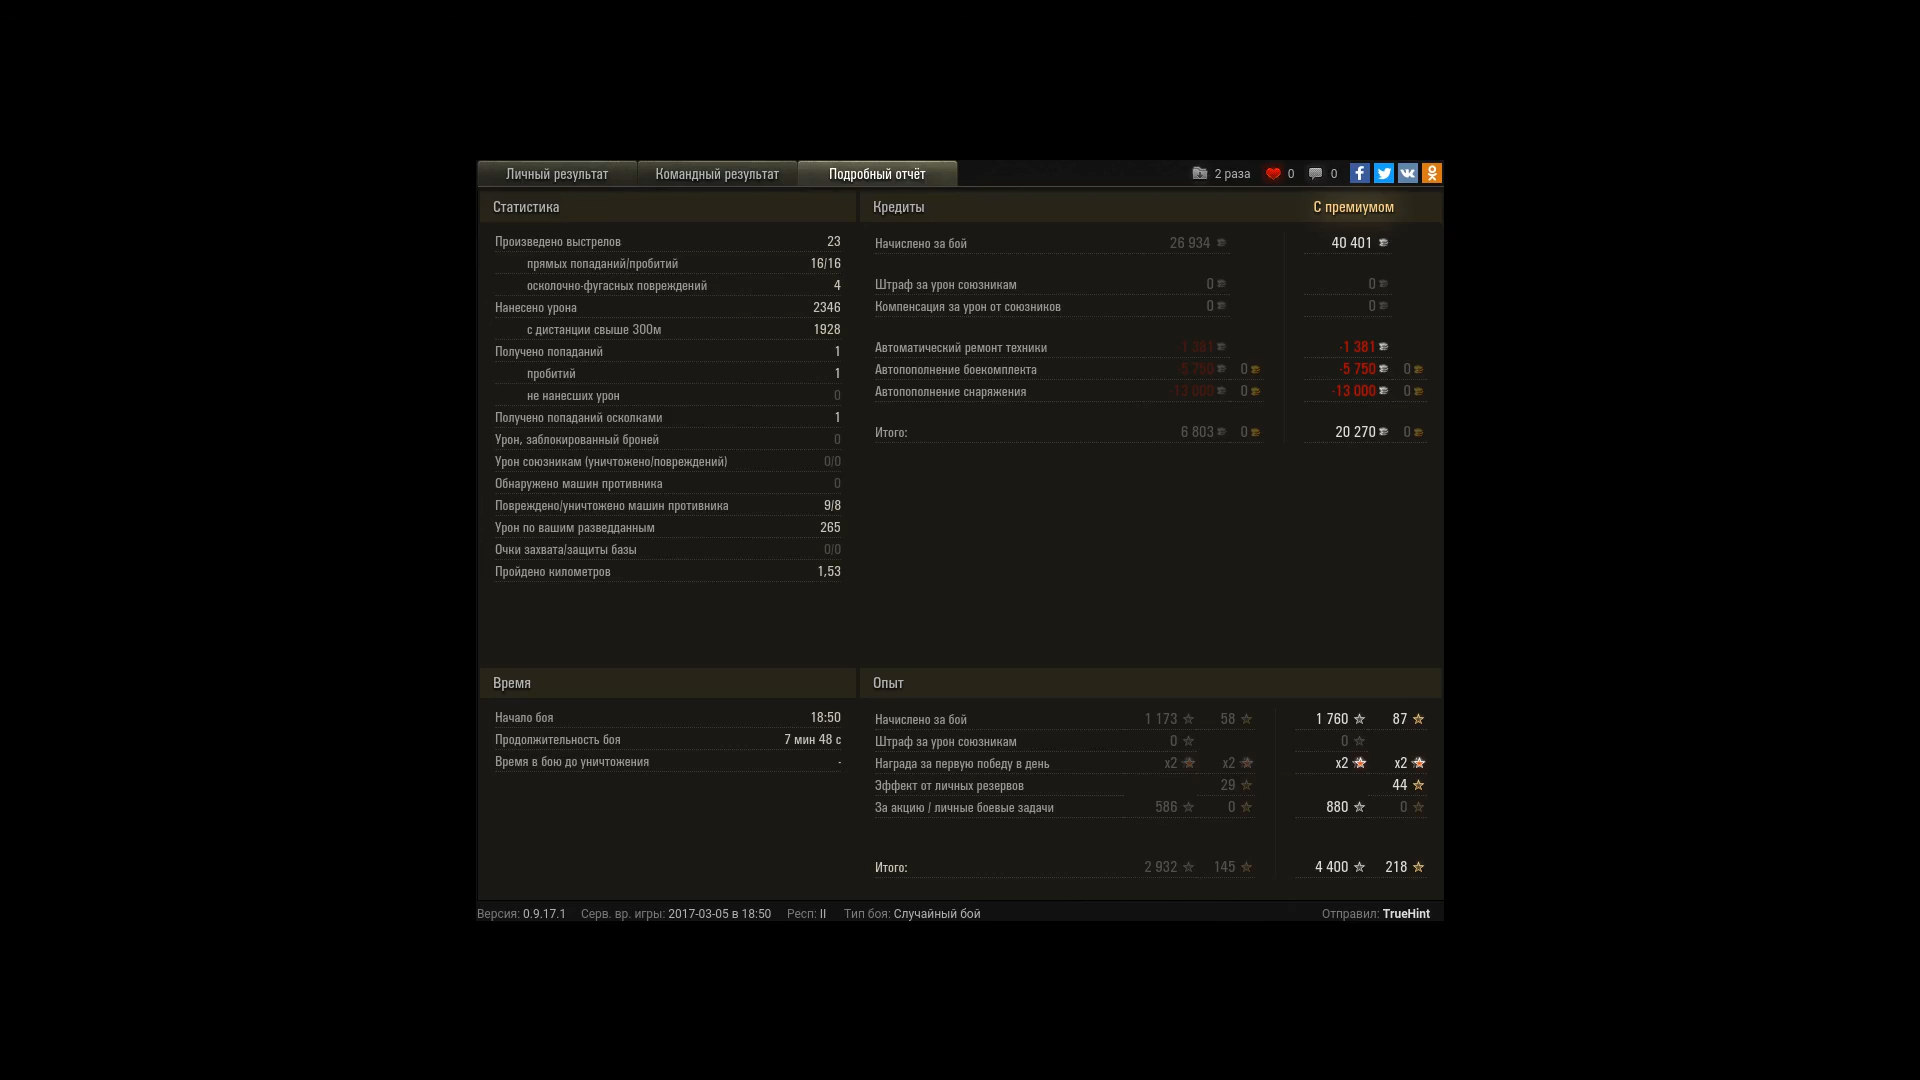 Личный результат Командный результат Подробный отчёт 2 раза 0 0
Статистика
Произведено выстрелов 23
прямых попаданий/пробитий 16/16
осколочно-фугасных повреждений 4
Нанесено урона 2346
с дистанции свыше 300м 1928
Получено попаданий 1
пробитий 1
не нанесших урон 0
Получено попаданий осколками 1
Урон, заблокированный броней 0
Урон союзникам (уничтожено/повреждений) 0/0
Обнаружено машин противника 0
Повреждено/уничтожено машин противника 9/8
Урон по вашим разведданным 265
Очки захвата/защиты базы 0/0
Пройдено километров 1,53
Кредиты С премиумом
Начислено за бой 26 934 40 401
Штраф за урон союзникам 0 0
Компенсация за урон от союзников 0 0
Автоматический ремонт техники -1 381 -1 381
Автопополнение боекомплекта -5 750 0 -5 750 0
Автопополнение снаряжения -13 000 0 -13 000 0
Итого: 6 803 0 20 270 0
Время
Начало боя 18:50
Продолжительность боя 7 мин 48 с
Время в бою до уничтожения -
Опыт
Начислено за бой 1 173 58 1 760 87
Штраф за урон союзникам 0 0
Награда за первую победу в день x2 x2 x2 x2
Эффект от личных резервов 29 44
За акцию / личные боевые задачи 586 0 880 0
Итого: 2 932 145 4 400 218
Версия: 0.9.17.1 Серв. вр. игры: 2017-03-05 в 18:50 Респ: II Тип боя: Случайный бой Отправил: TrueHint